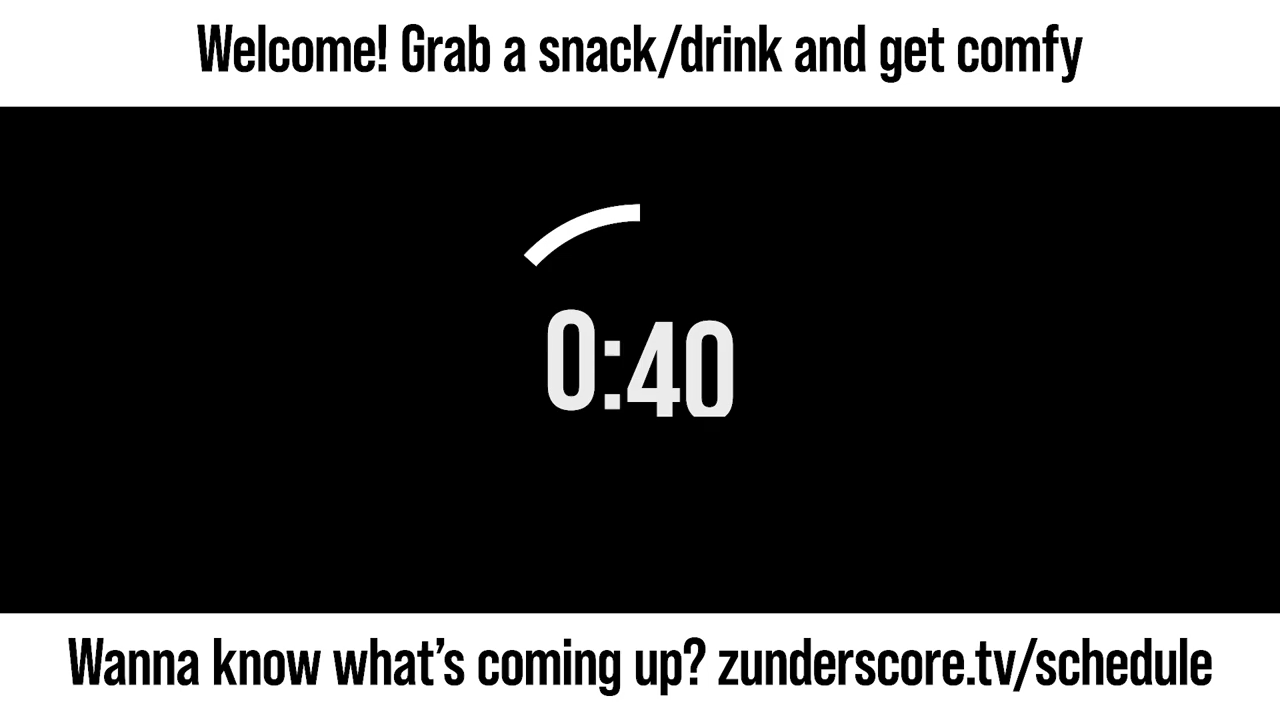 Welcome! Grab a snack/drink and get comfy
0:40
Wanna know what's coming up? zunderscore.tv/schedule